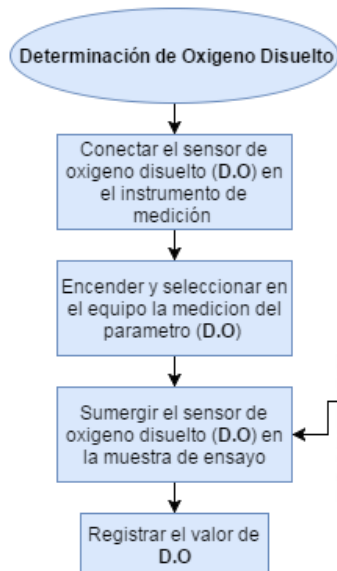 Determinación de Oxigeno Disuelto
Conectar el sensor de
oxigeno disuelto (D.O) en
el instrumento de
medición
Encender y seleccionar en
el equipo la medicion del
parametro (D.O)
Sumergir el sensor de
oxigeno disuelto (D.O) en
la muestra de ensayo
Registrar el valor de
D.O